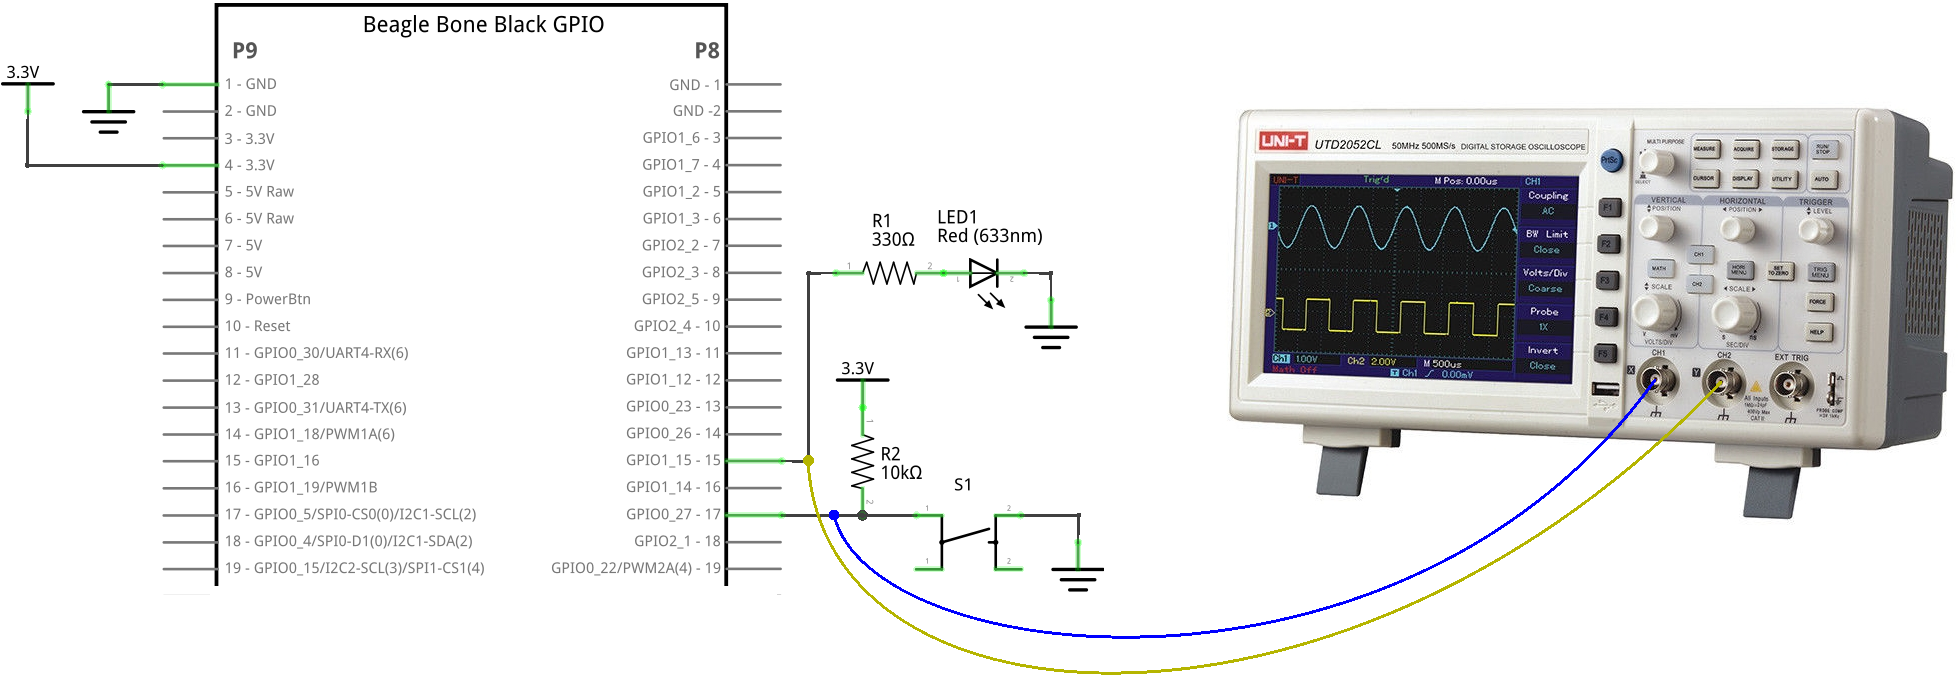 Beagle Bone Black GPIO
P9
P8
3.3V
1 - GND
2 - GND
3 - 3.3V
4 - 3.3V
5 - 5V Raw
6 - 5V Raw
7 - 5V
8 - 5V
9 - PowerBtn
10 - Reset
11 - GPIO0_30/UART4-RX(6)
12 - GPIO1_28
13 - GPIO0_31/UART4-TX(6)
14 - GPIO1_18/PWM1A(6)
15 - GPIO1_16
16 - GPIO1_19/PWM1B
17 - GPIO0_5/SPI0-CS0(0)/I2C1-SCL(2)
18 - GPIO0_4/SPI0-D1(0)/I2C1-SDA(2)
19 - GPIO0_15/I2C2-SCL(3)/SPI1-CS1(4)
GND - 1
GND -2
GPIO1_6 - 3
GPIO1_7 - 4
GPIO1_2 - 5
GPIO1_3 - 6
GPIO2_2 - 7
GPIO2_3 - 8
GPIO2_5 - 9
GPIO2_4 - 10
GPIO1_13 - 11
GPIO1_12 - 12
GPIO0_23 - 13
GPIO0_26 - 14
GPIO1_15 - 15
GPIO1_14 - 16
GPIO0_27 - 17
GPIO2_1 - 18
GPIO0_22/PWM2A(4) - 19
R1
330Ω
LED1
Red (633nm)
1
2
1
2
3.3V
1
R2
10kΩ
2
S1
1
2
1
2
UNI-T UTD2052CL 50MHz 500MS/s DIGITAL STORAGE OSCILLOSCOPE
UNI-T Trig'd M Pos: 0.00us CH1
Coupling
AC
BW Limit
Close
Volts/Div
Coarse
Probe
1X
Invert
Close
Ch1 1.00V Ch2 2.00V M 500us
Math Off Ch1 0.00mV
PrtSc
F1
F2
F3
F4
F5
MULTI PURPOSE
SELECT
MEASURE ACQUIRE STORAGE RUN/STOP
CURSOR DISPLAY UTILITY AUTO
VERTICAL HORIZONTAL TRIGGER
POSITION POSITION LEVEL
CH1
MATH
CH2
HORI MENU
SET TO ZERO
TRIG MENU
SCALE SCALE
FORCE
HELP
VOLTS/DIV SEC/DIV
CH1 CH2 EXT TRIG
X Y
All Inputs